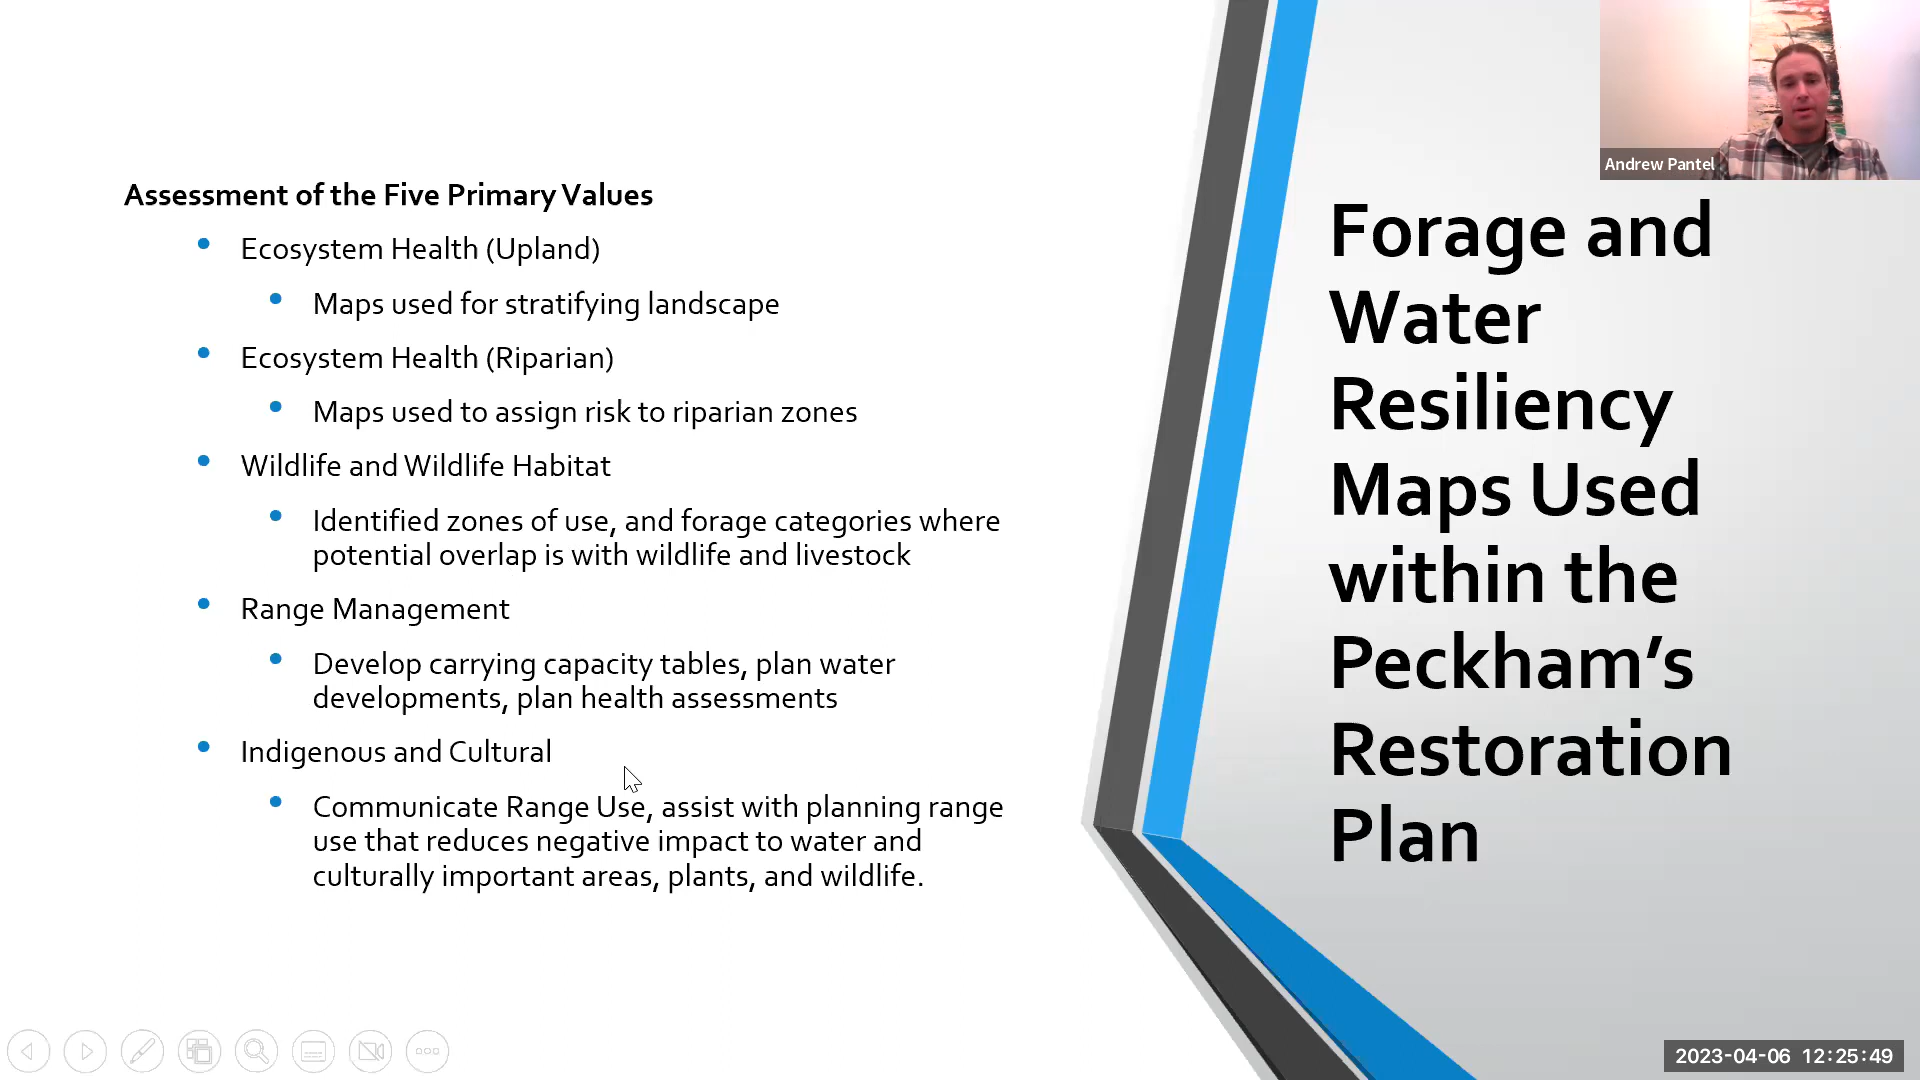 Assessment of the Five Primary Values
Ecosystem Health (Upland)
Maps used for stratifying landscape
Ecosystem Health (Riparian)
Maps used to assign risk to riparian zones
Wildlife and Wildlife Habitat
Identified zones of use, and forage categories where
potential overlap is with wildlife and livestock
Range Management
Develop carrying capacity tables, plan water
developments, plan health assessments
Indigenous and Cultural
Communicate Range Use, assist with planning range
use that reduces negative impact to water and
culturally important areas, plants, and wildlife.
Andrew Pantel
Forage and
Water
Resiliency
Maps Used
within the
Peckham’s
Restoration
Plan
2023-04-06 12:25:49